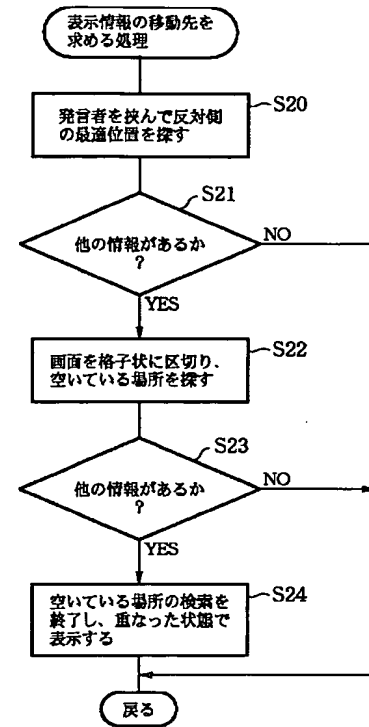 表示情報の移動先を
求める処理
S20
発言者を挟んで反対側
の最適位置を探す
S21
他の情報があるか
?
NO
YES
S22
画面を格子状に区切り、
空いている場所を探す
S23
他の情報があるか
?
NO
YES
S24
空いている場所の検索を
終了し、重なった状態で
表示する
戻る